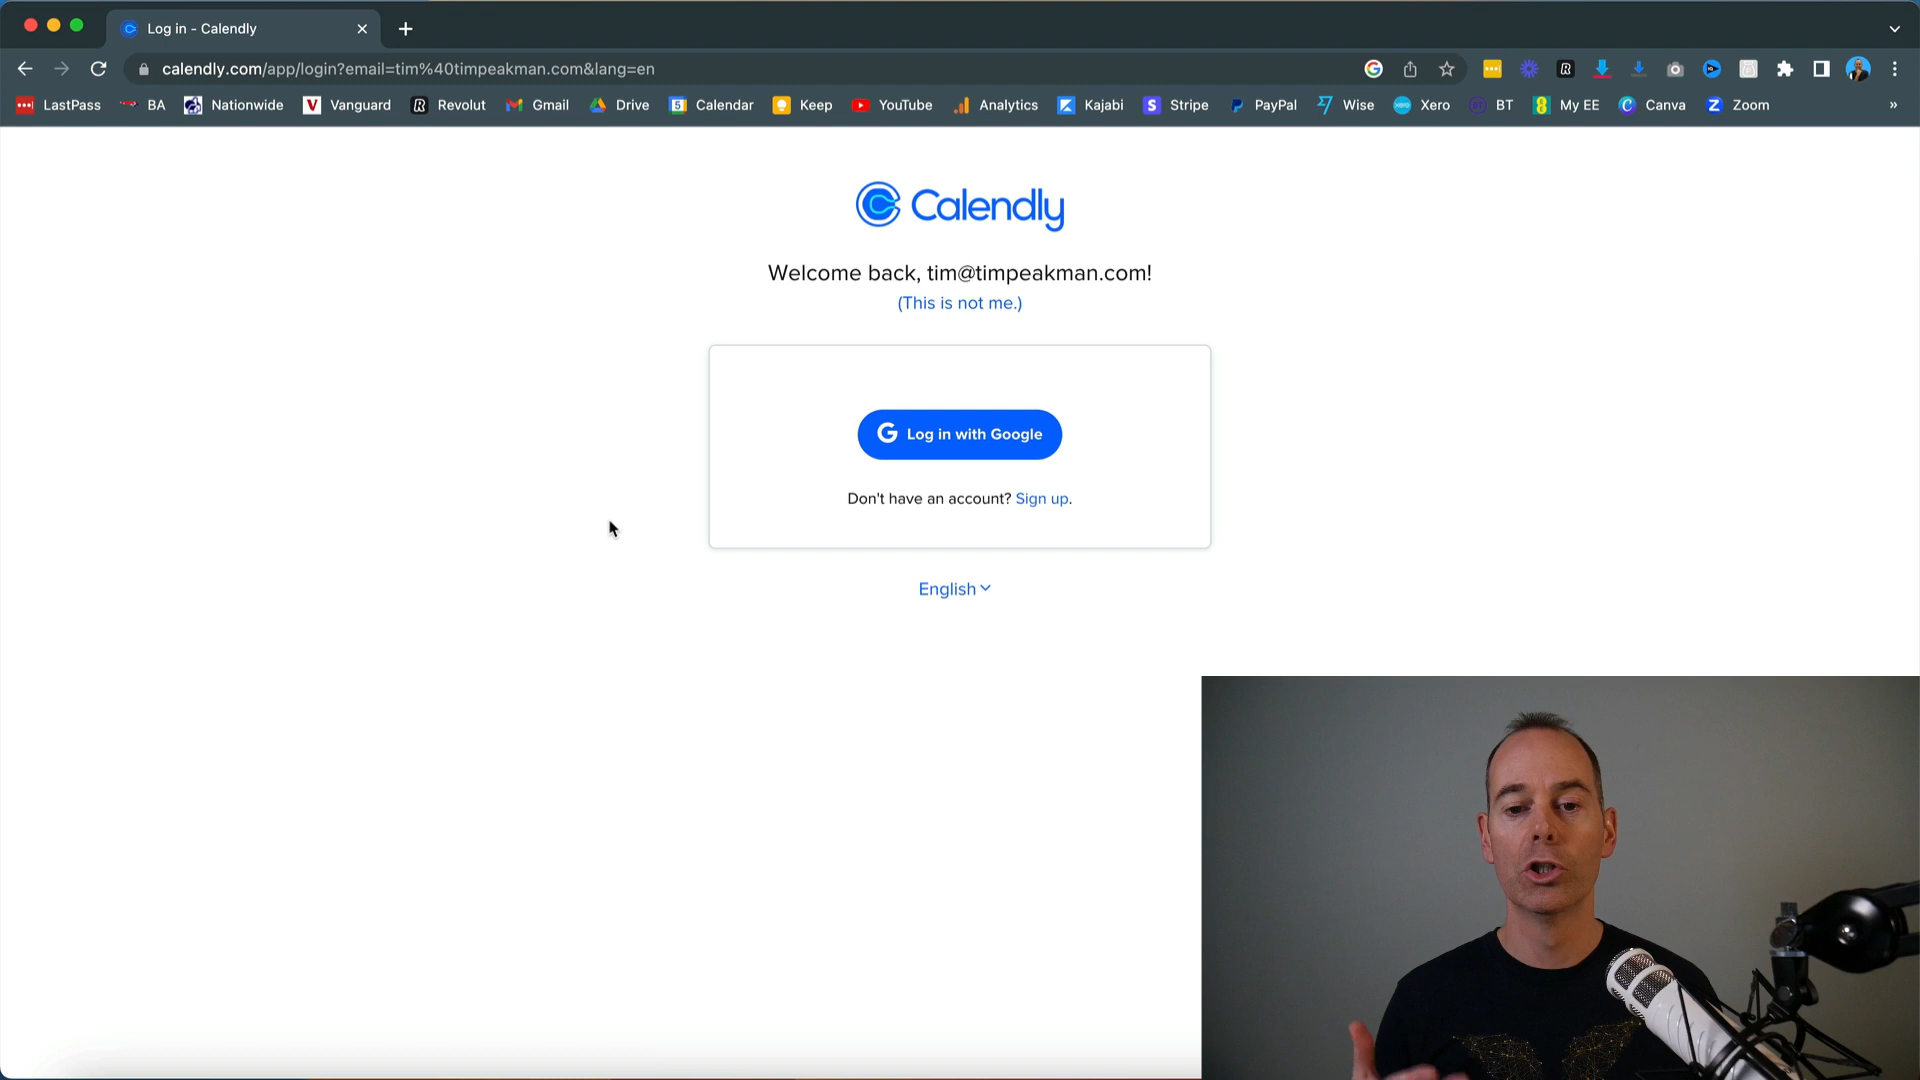 Log in - Calendly
calendly.com/app/login?email=tim%40timpeakman.com&lang=en
LastPass BA Nationwide Vanguard Revolut Gmail Drive 5 Calendar Keep YouTube Analytics Kajabi Stripe PayPal Wise Xero BT My EE Canva Zoom »
Calendly
Welcome back, tim@timpeakman.com!
(This is not me.)
Log in with Google
Don't have an account? Sign up.
English